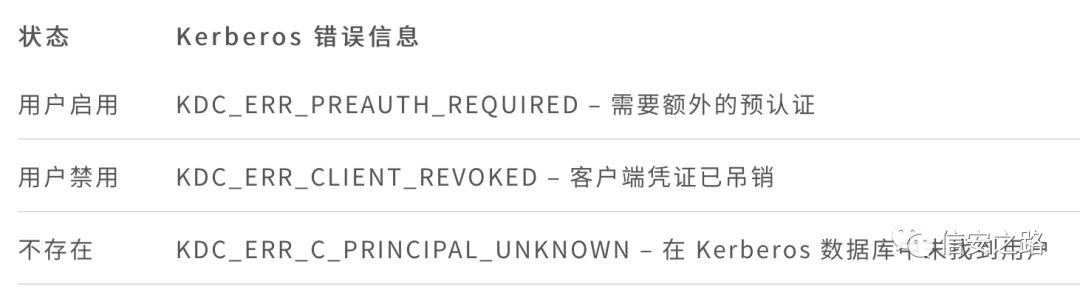 状态 Kerberos 错误信息
用户启用 KDC_ERR_PREAUTH_REQUIRED – 需要额外的预认证
用户禁用 KDC_ERR_CLIENT_REVOKED – 客户端凭证已吊销
不存在 KDC_ERR_C_PRINCIPAL_UNKNOWN – 在 Kerberos 数据库中未找到用户
信安之路